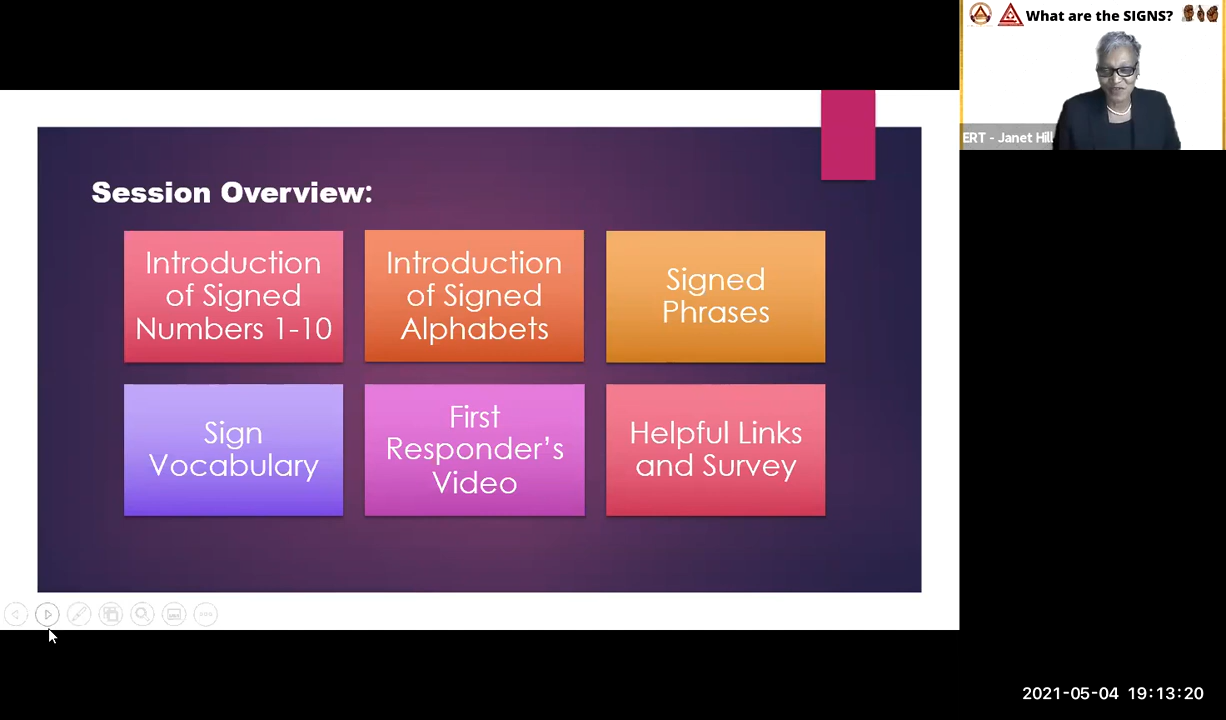 What are the SIGNS?
ERT - Janet Hill
Session Overview:
Introduction
of Signed
Numbers 1-10
Introduction
of Signed
Alphabets
Signed
Phrases
Sign
Vocabulary
First
Responder’s
Video
Helpful Links
and Survey
2021-05-04 19:13:20